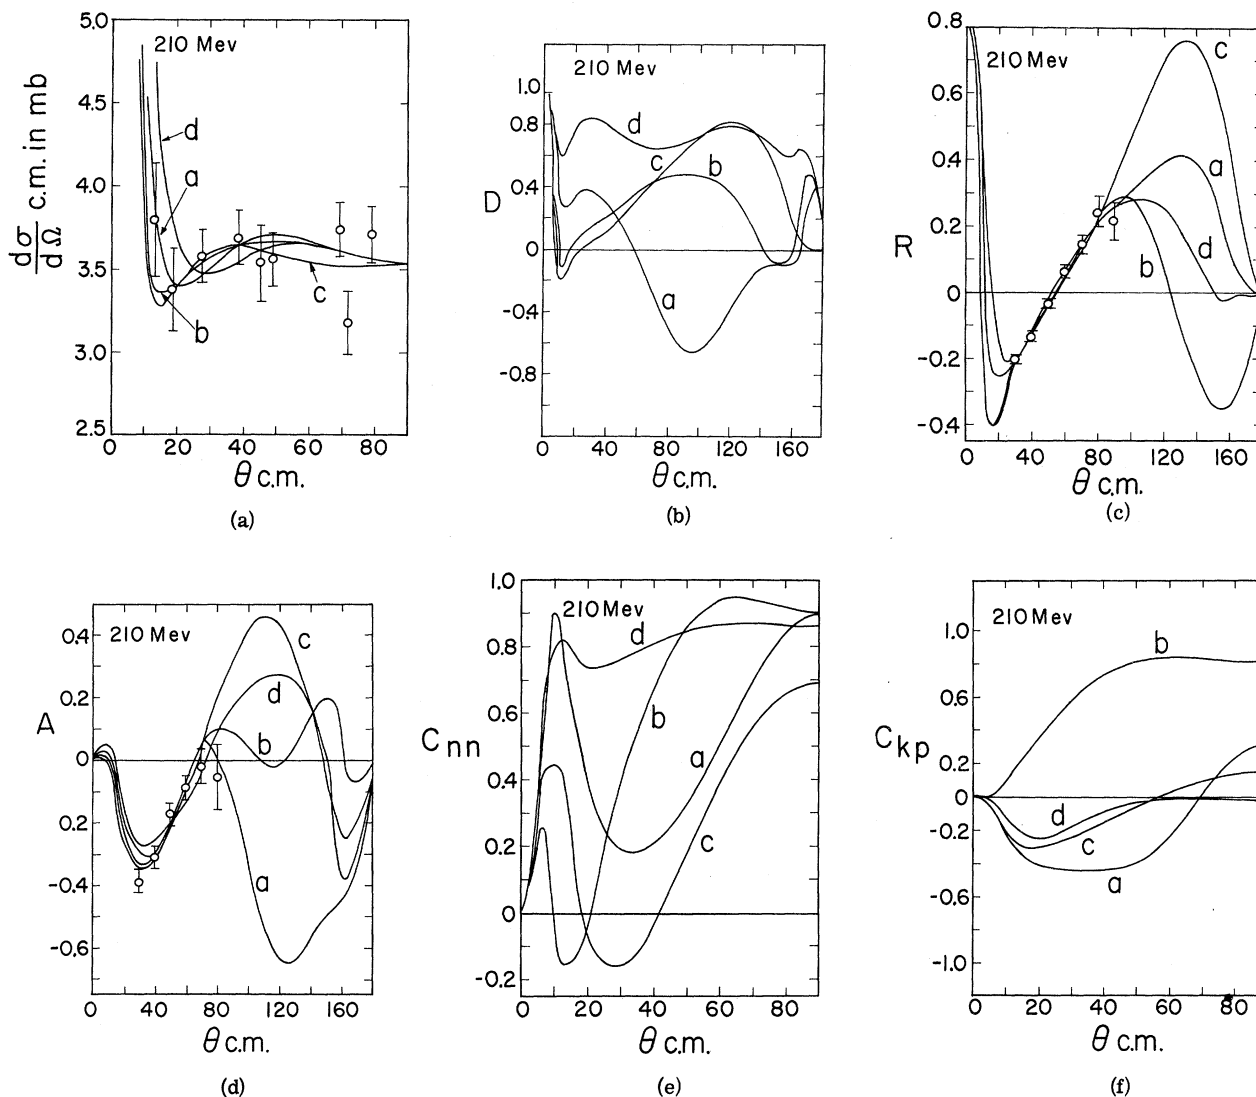 5.0
210 Mev
4.5
4.0
3.5
3.0
2.5
dσ/dΩ c.m. in mb
d
a
c
b
0 20 40 60 80
θ c.m.
(a)
210 Mev
1.0
0.8
0.4
0
-0.4
-0.8
D
d
c
b
a
0 40 80 120 160
θ c.m.
(b)
0.8
210 Mev
0.6
0.4
0.2
0
-0.2
-0.4
R
c
a
d
b
0 40 80 120 160
θ c.m.
(c)
210 Mev
0.4
0.2
0
0.2
-0.4
-0.6
A
c
d
b
a
0 40 80 120 160
θ c.m.
(d)
1.0
210 Mev
0.8
0.6
0.4
0.2
0
-0.2
Cnn
d
b
a
c
0 20 40 60 80
θ c.m.
(e)
210 Mev
1.0
0.6
0.2
0
-0.2
-0.6
-1.0
Ckp
b
d
c
a
0 20 40 60 80
θ c.m.
(f)